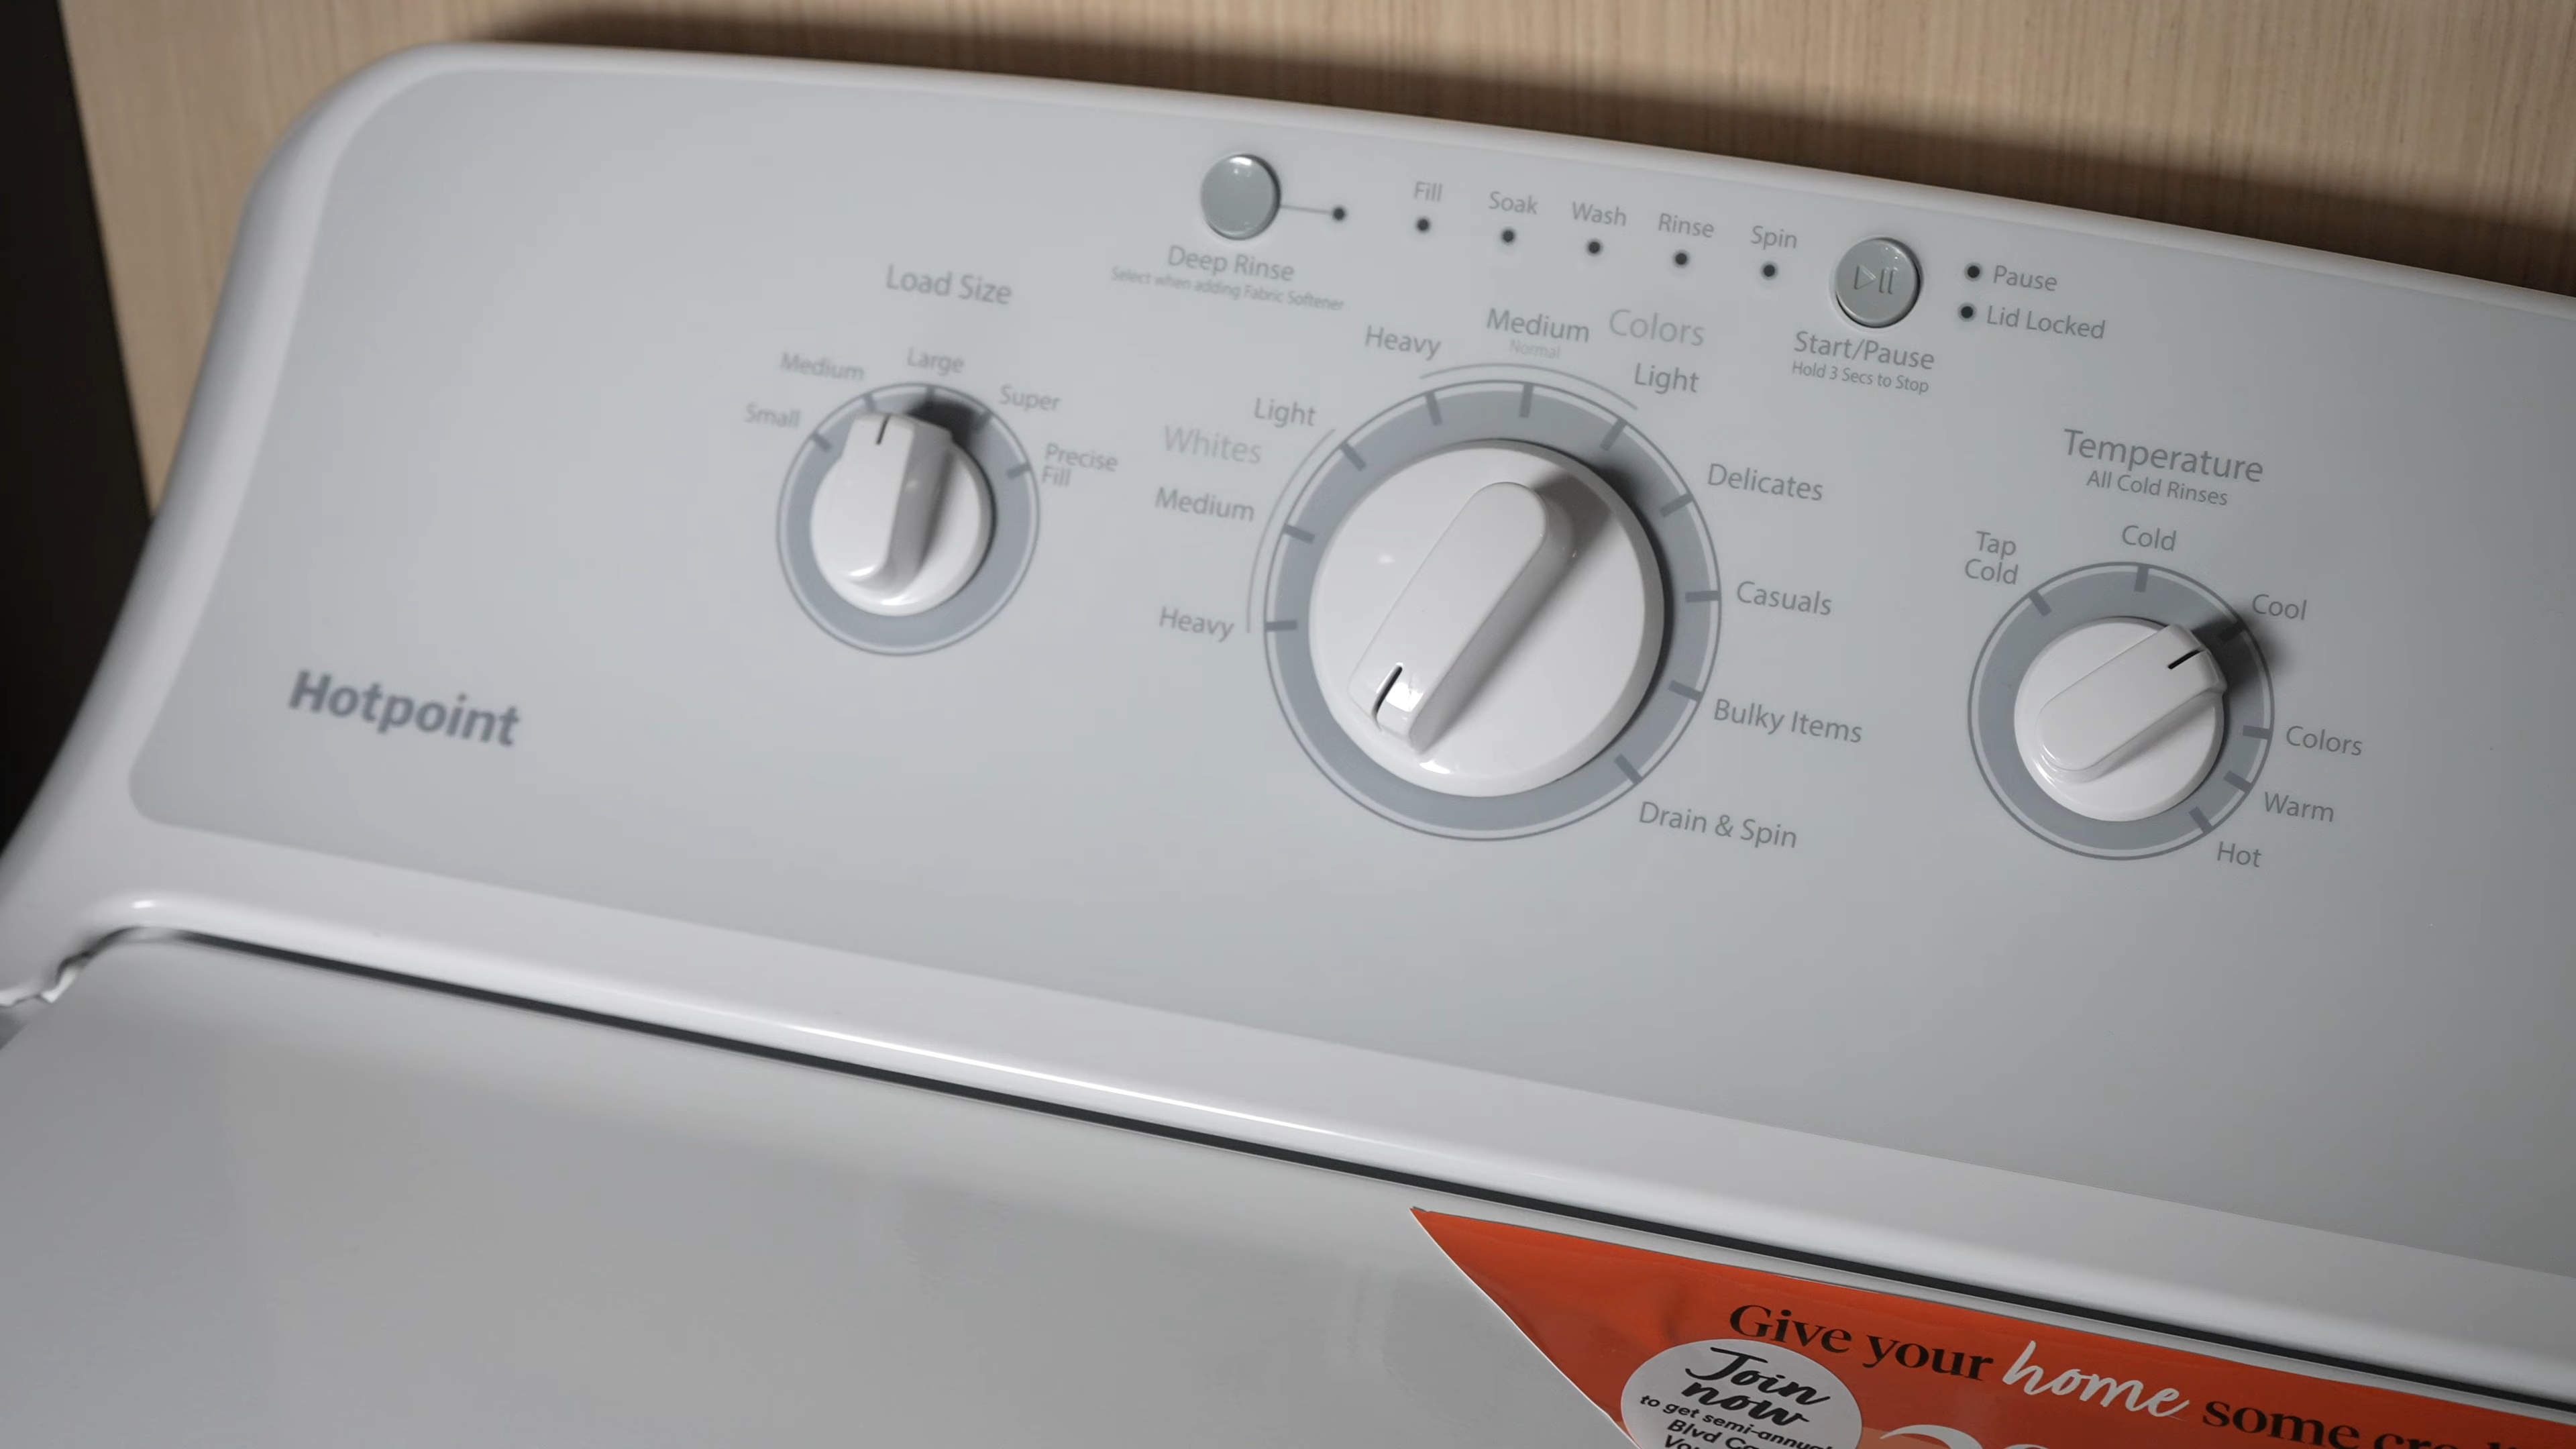 Fill
Soak
Wash
Rinse
Spin
Deep Rinse
Select when adding Fabric Softener
Pause
Lid Locked
Start/Pause
Hold 3 Secs to Stop
Load Size
Small
Medium
Large
Super
Precise
Fill
Whites
Heavy
Medium
Light
Colors
Heavy
Medium
Normal
Light
Delicates
Casuals
Bulky Items
Drain & Spin
Temperature
All Cold Rinses
Tap
Cold
Cold
Cool
Colors
Warm
Hot
Hotpoint
Give your home some
Join
now
to get semi-annual
Blvd